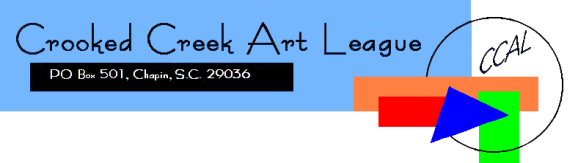 Crooked Creek Art League
CCAL
PO Box 501, Chapin, S.C. 29036